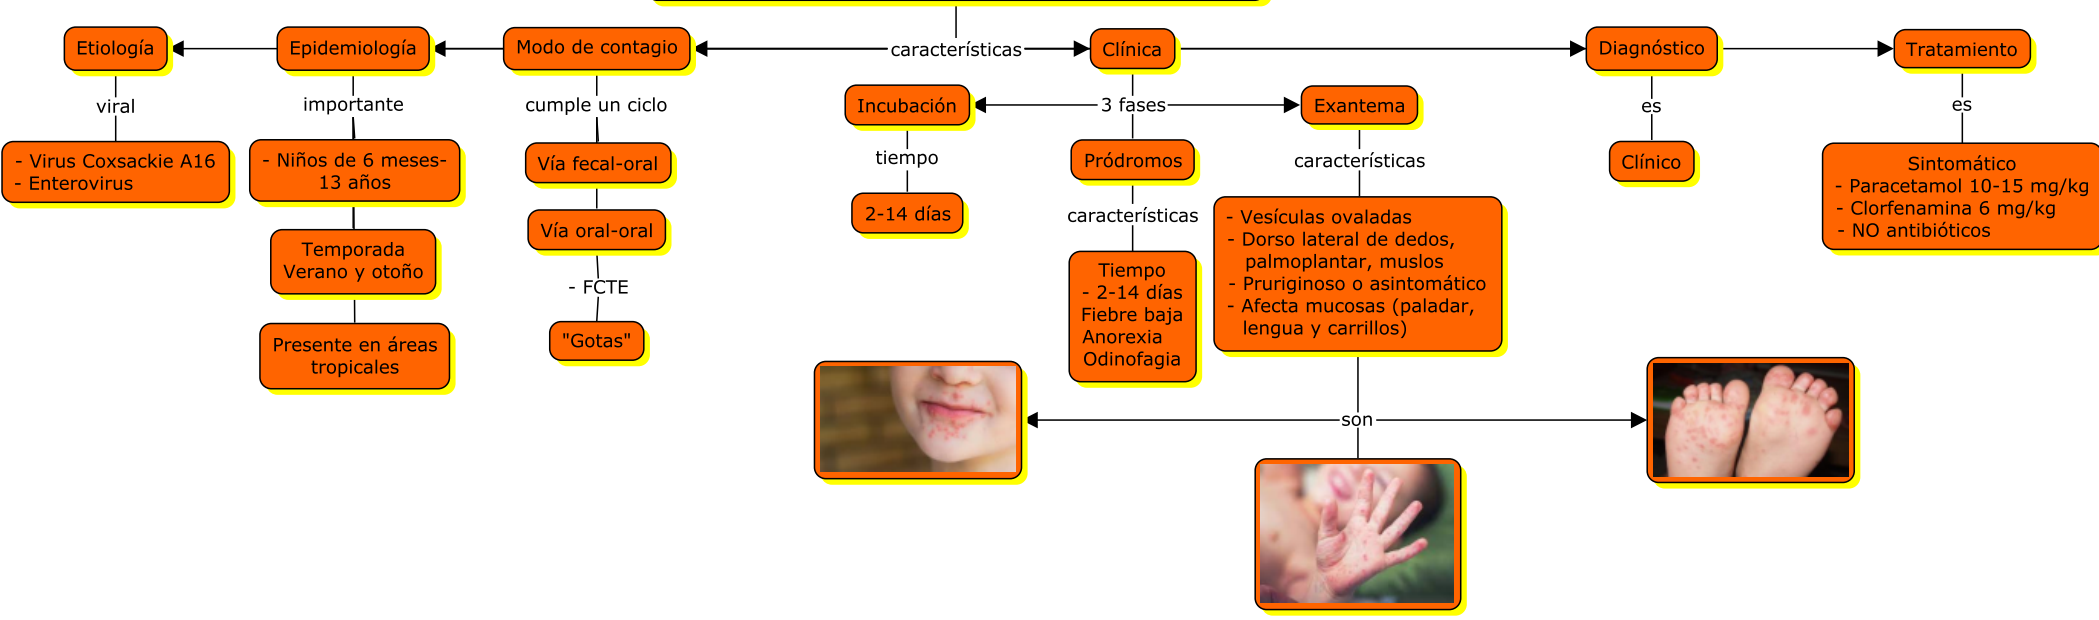 características
Etiología
viral
- Virus Coxsackie A16
- Enterovirus
Epidemiología
importante
- Niños de 6 meses-
13 años
Temporada
Verano y otoño
Presente en áreas
tropicales
Modo de contagio
cumple un ciclo
Vía fecal-oral
Vía oral-oral
- FCTE
"Gotas"
Clínica
3 fases
Incubación
tiempo
2-14 días
Pródromos
características
Tiempo
- 2-14 días
Fiebre baja
Anorexia
Odinofagia
Exantema
características
- Vesículas ovaladas
- Dorso lateral de dedos,
palmoplantar, muslos
- Pruriginoso o asintomático
- Afecta mucosas (paladar,
lengua y carrillos)
son
Diagnóstico
es
Clínico
Tratamiento
es
Sintomático
- Paracetamol 10-15 mg/kg
- Clorfenamina 6 mg/kg
- NO antibióticos